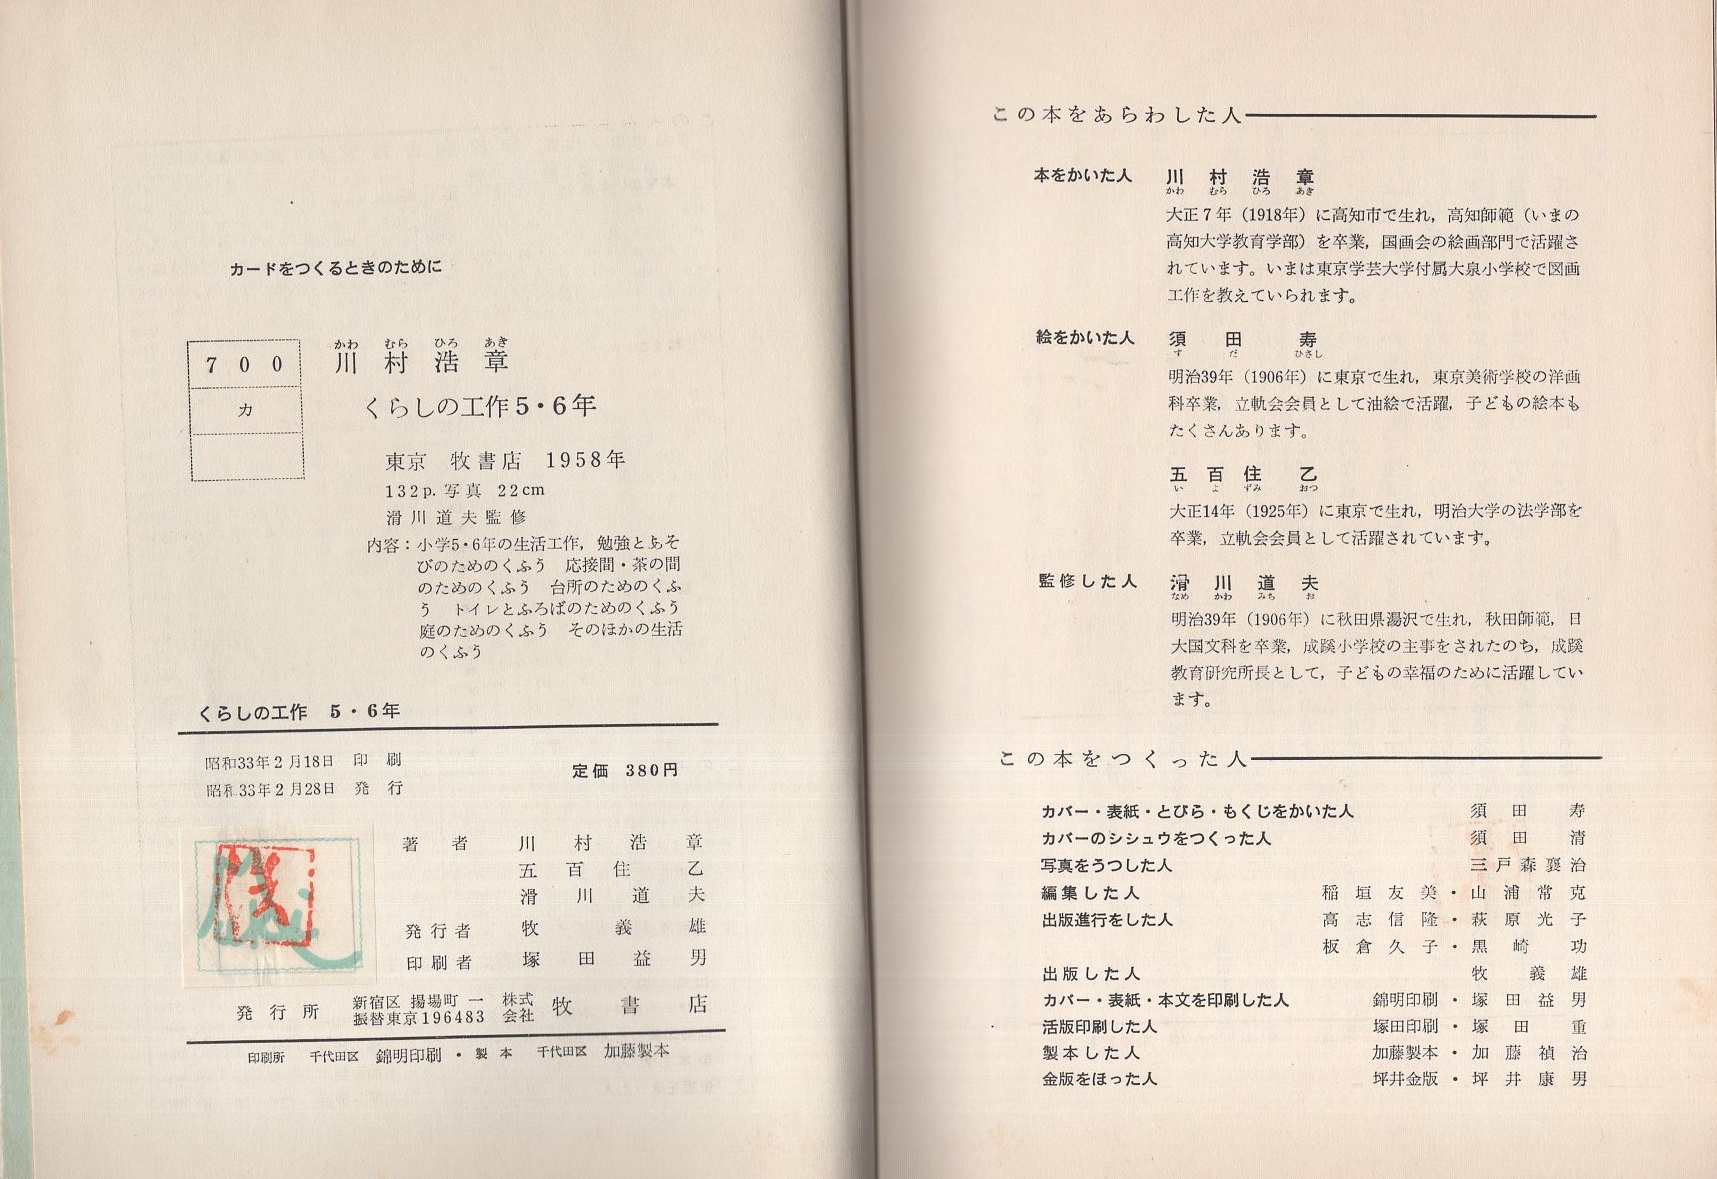 カードをつくるときのために
700
カ
かわ むら ひろ あき
川村浩章
くらしの工作5・6年
東京 牧書店 1958年
132p. 写真 22cm
滑川道夫監修
内容：小学5・6年の生活工作，勉強とあそ
びのためのくふう 応接間・茶の間
のためのくふう 台所のためのくふ
う トイレとふろばのためのくふう
庭のためのくふう そのほかの生活
のくふう
くらしの工作 5・6年
昭和33年2月18日 印刷
昭和33年2月28日 発行
定価 380円
著者 川村浩章
五百住乙
滑川道夫
発行者 牧義雄
印刷者 塚田益男
発行所 新宿区 揚場町 一 株式 牧書店
振替東京196483 会社
印刷所 千代田区 錦明印刷・製本 千代田区 加藤製本
この本をあらわした人
本をかいた人 川村浩章
かわ むら ひろ あき
大正7年（1918年）に高知市で生れ，高知師範（いまの
高知大学教育学部）を卒業，国画会の絵画部門で活躍さ
れています。いまは東京学芸大学付属大泉小学校で図画
工作を教えていられます。
絵をかいた人 須田寿
す だ ひさし
明治39年（1906年）に東京で生れ，東京美術学校の洋画
科卒業，立軌会会員として油絵で活躍，子どもの絵本も
たくさんあります。
五百住乙
い よ ずみ おつ
大正14年（1925年）に東京で生れ，明治大学の法学部を
卒業，立軌会会員として活躍されています。
監修した人 滑川道夫
なめ かわ みち お
明治39年（1906年）に秋田県湯沢で生れ，秋田師範，日
大国文科を卒業，成蹊小学校の主事をされたのち，成蹊
教育研究所長として，子どもの幸福のために活躍してい
ます。
この本をつくった人
カバー・表紙・とびら・もくじをかいた人 須田寿
カバーのシシュウをつくった人 須田清
写真をうつした人 三戸森襄治
編集した人 稲垣友美・山浦常克
出版進行をした人 高志信隆・萩原光子
板倉久子・黒崎功
出版した人 牧義雄
カバー・表紙・本文を印刷した人 錦明印刷・塚田益男
活版印刷した人 塚田印刷・塚田重
製本した人 加藤製本・加藤禎治
金版をほった人 坪井金版・坪井康男